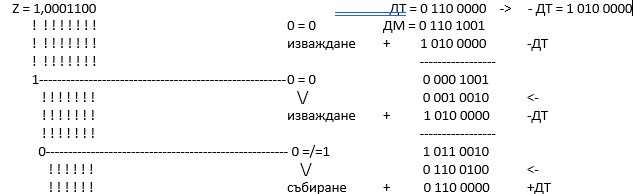 Z = 1,0001100 ДТ = 0 110 0000 -> - ДТ = 1 010 0000
! ! ! ! ! ! ! ! 0 = 0 ДМ = 0 110 1001
! ! ! ! ! ! ! ! изваждане + 1 010 0000 -ДТ
! ! ! ! ! ! ! ! -----------------
1---------------------------------------------------- 0 = 0 0 000 1001
! ! ! ! ! ! ! \/ 0 001 0010 <-
! ! ! ! ! ! ! изваждане + 1 010 0000 -ДТ
! ! ! ! ! ! ! -----------------
0---------------------------------------------------- 0 =/=1 1 011 0010
! ! ! ! ! ! \/ 0 110 0100 <-
! ! ! ! ! ! събиране + 0 110 0000 +ДТ